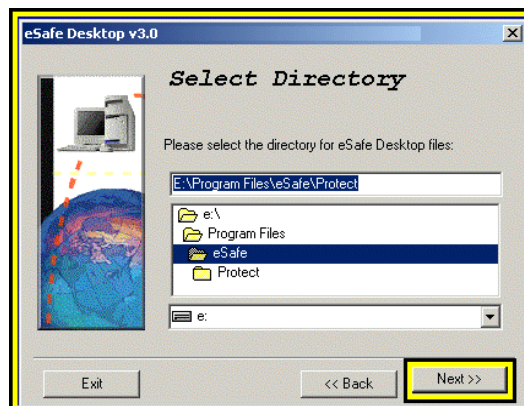 eSafe Desktop v3.0
Select Directory
Please select the directory for eSafe Desktop files:
E:\Program Files\eSafe\Protect
e:\
Program Files
eSafe
Protect
e:
Exit
<< Back
Next >>